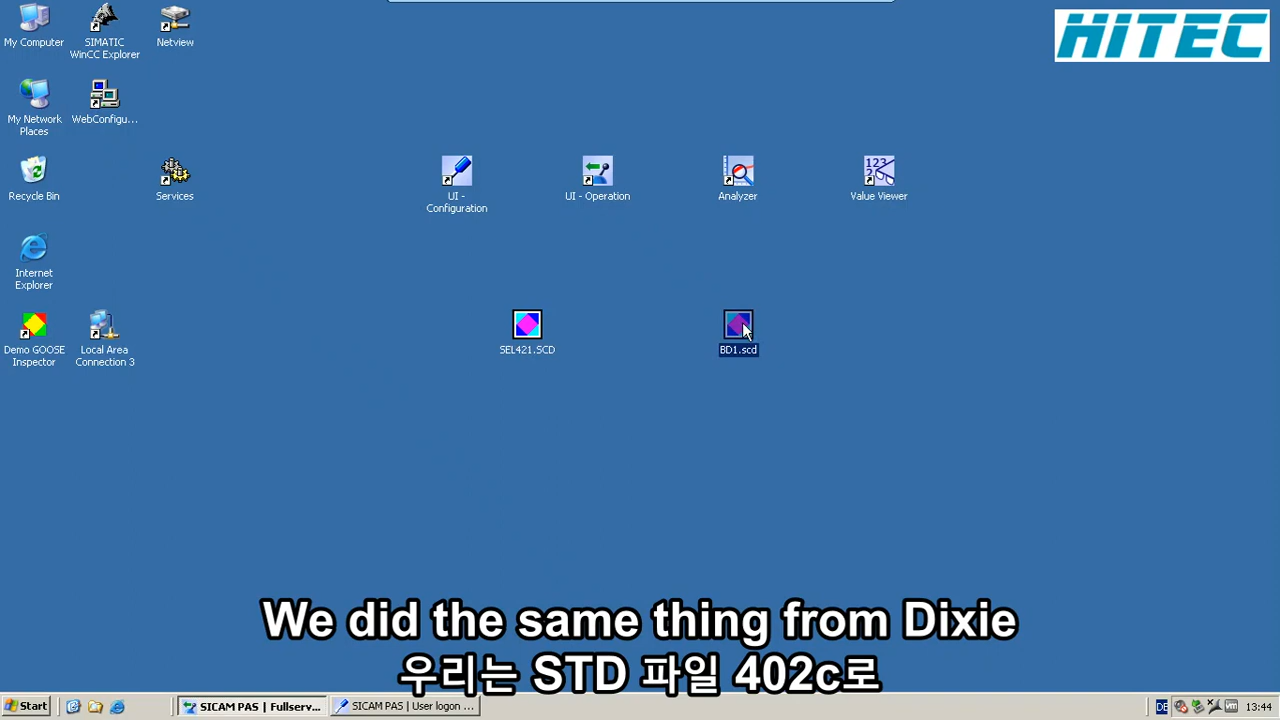 HITEC
My Computer
SIMATIC
WinCC Explorer
Netview
My Network
Places
WebConfigu...
Recycle Bin
Services
UI -
Configuration
UI - Operation
Analyzer
Value Viewer
Internet
Explorer
Demo GOOSE
Inspector
Local Area
Connection 3
SEL421.SCD
BD1.scd
We did the same thing from Dixie
우리는 STD 파일 402c로
Start
SICAM PAS | Fullserv...
SICAM PAS | User logon ...
DE
13:44